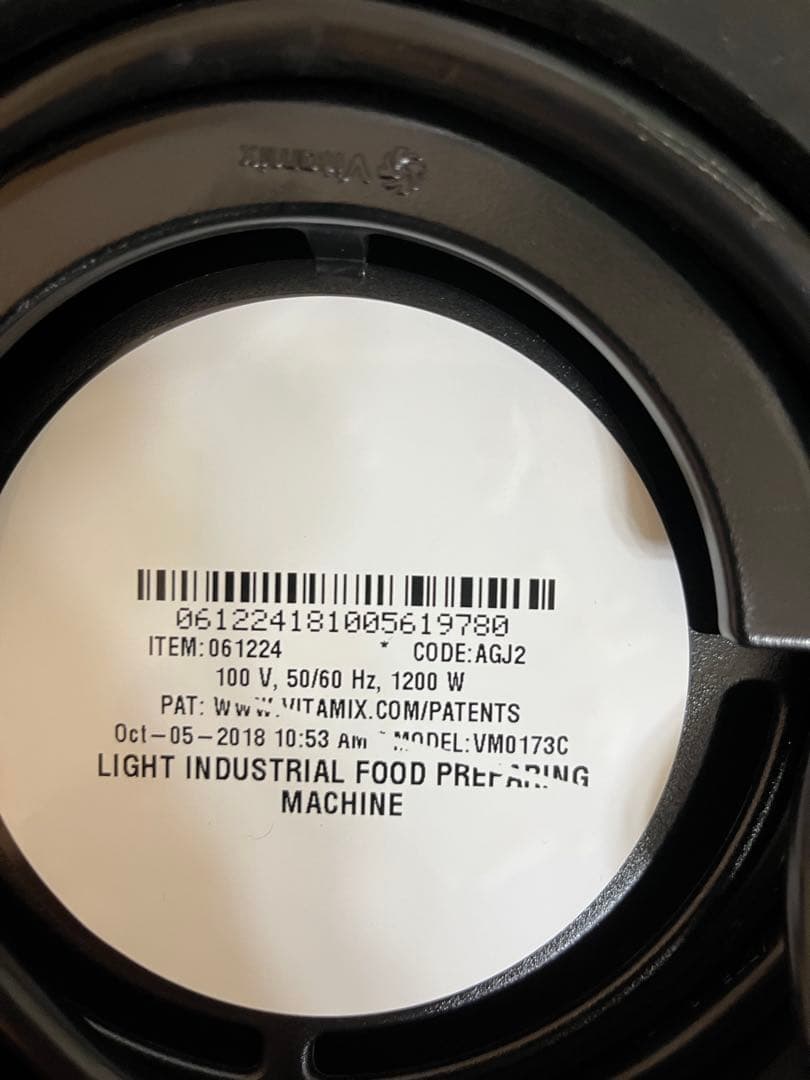 Vitamix
061224181005619780
ITEM:061224 * CODE:AGJ2
100 V, 50/60 Hz, 1200 W
PAT: WWW.VITAMIX.COM/PATENTS
Oct-05-2018 10:53 AM - MODEL:VM0173C
LIGHT INDUSTRIAL FOOD PREPARING
MACHINE